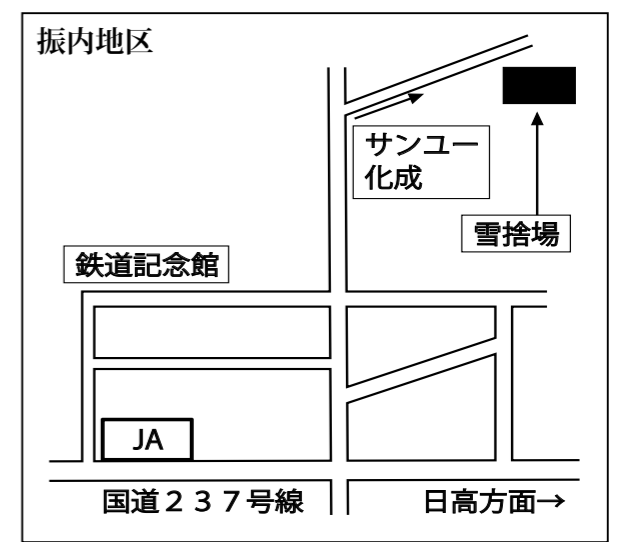 振内地区
サンユー
化成
雪捨場
鉄道記念館
JA
国道２３７号線
日高方面→